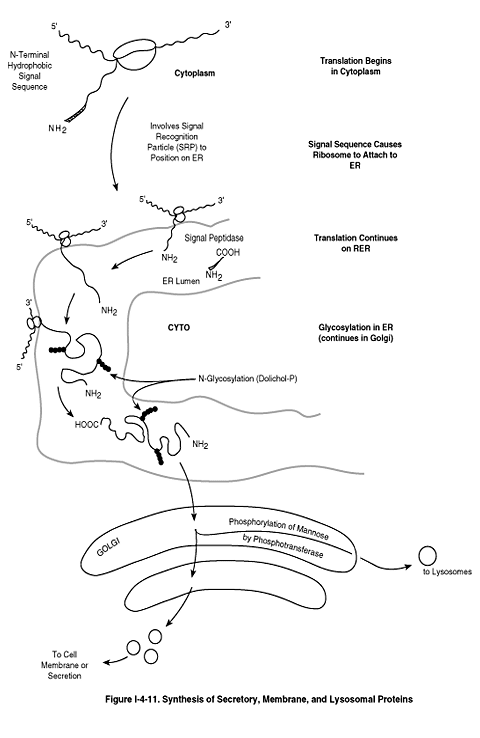 5'
3'
N-Terminal
Hydrophobic
Signal
Sequence
Cytoplasm
Translation Begins
in Cytoplasm
NH2
Involves Signal
Recognition
Particle (SRP) to
Position on ER
Signal Sequence Causes
Ribosome to Attach to
ER
5'
3'
5'
3'
Signal Peptidase
COOH
NH2
NH2
ER Lumen
Translation Continues
on RER
NH2
3'
5'
CYTO
Glycosylation in ER
(continues in Golgi)
N-Glycosylation (Dolichol-P)
NH2
HOOC
NH2
GOLGI
Phosphorylation of Mannose
by Phosphotransferase
to Lysosomes
To Cell
Membrane or
Secretion
Figure I-4-11. Synthesis of Secretory, Membrane, and Lysosomal Proteins